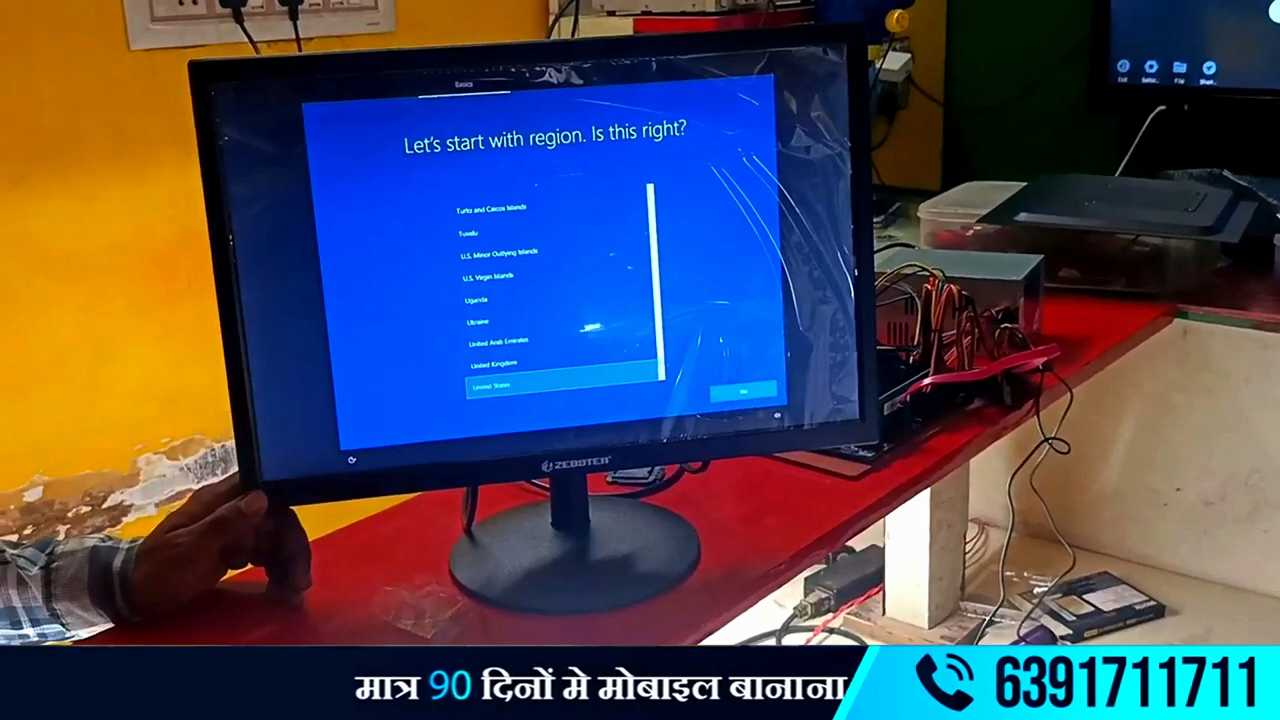 Basics
Let's start with region. Is this right?
Turks and Caicos Islands
Tuvalu
U.S. Minor Outlying Islands
U.S. Virgin Islands
Uganda
Ukraine
United Arab Emirates
United Kingdom
United States
Yes
ZEBSTER
मात्र 90 दिनों मे मोबाइल बानाना
6391711711